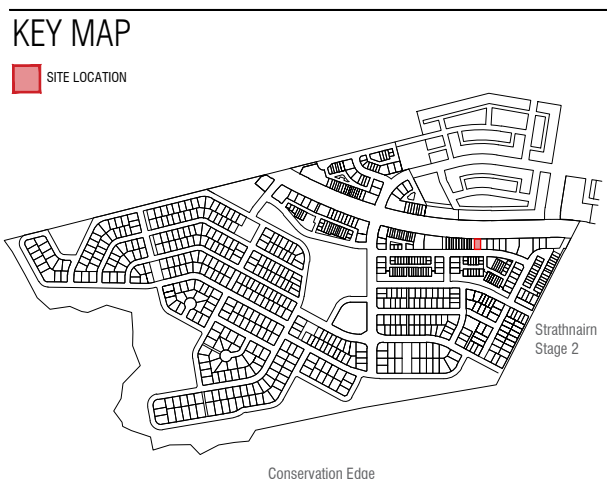 KEY MAP
SITE LOCATION
Strathnairn
Stage 2
Conservation Edge